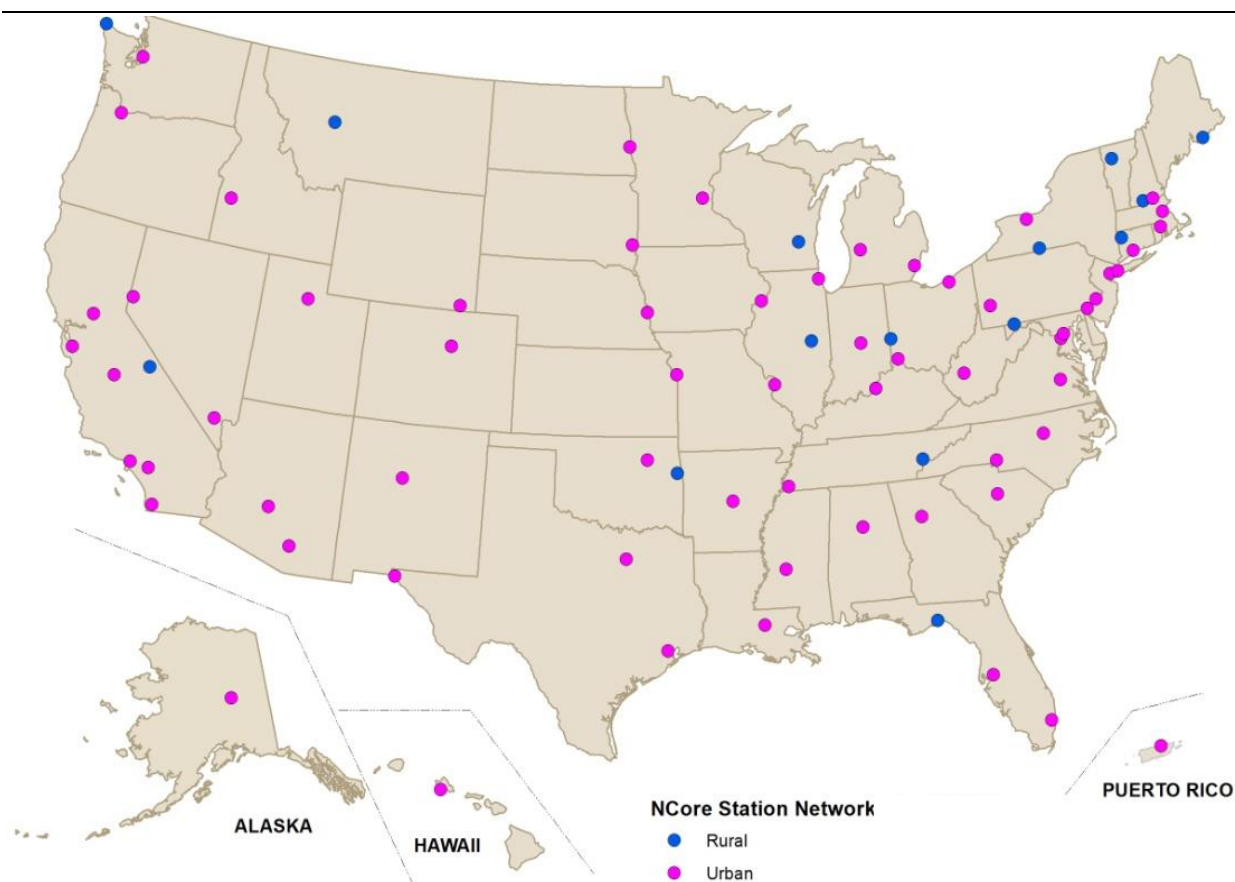 ALASKA
HAWAII
PUERTO RICO
NCore Station Network
Rural
Urban